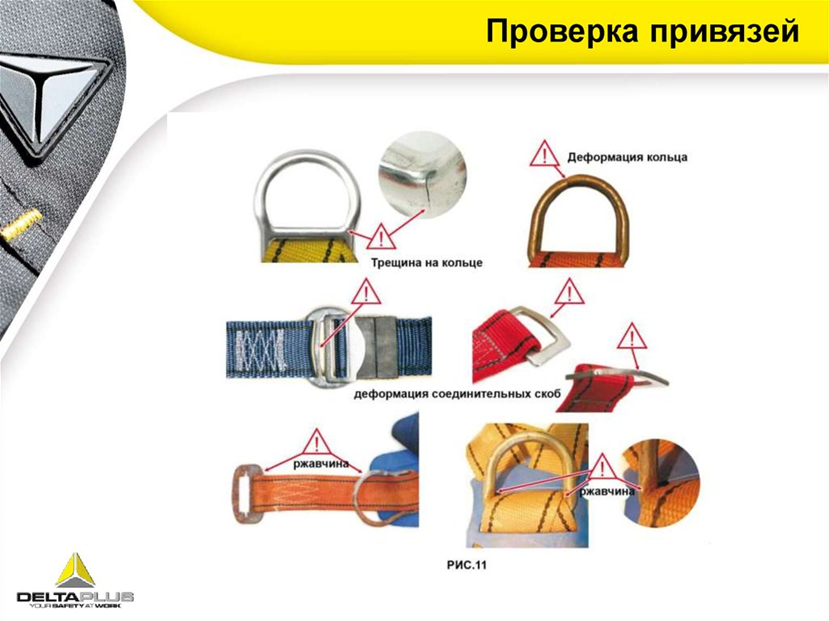 Проверка привязей
Деформация кольца
Трещина на кольце
деформация соединительных скоб
ржавчина
ржавчина
РИС.11
DELTAPLUS
YOUR SAFETY AT WORK